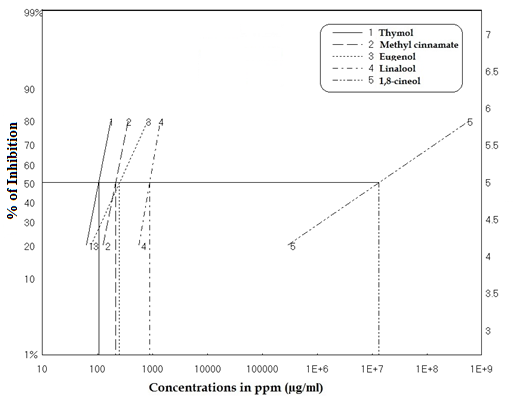 99%
90
80
70
60
50
40
30
20
10
1%
% of Inhibition
1 Thymol
2 Methyl cinnamate
3 Eugenol
4 Linalool
5 1,8-cineol
7
6.5
6
5.5
5
4.5
4
3.5
3
1 2 3 4 5
1 3 2 4 5
10 100 1000 10000 100000 1E+6 1E+7 1E+8 1E+9
Concentrations in ppm (µg/ml)